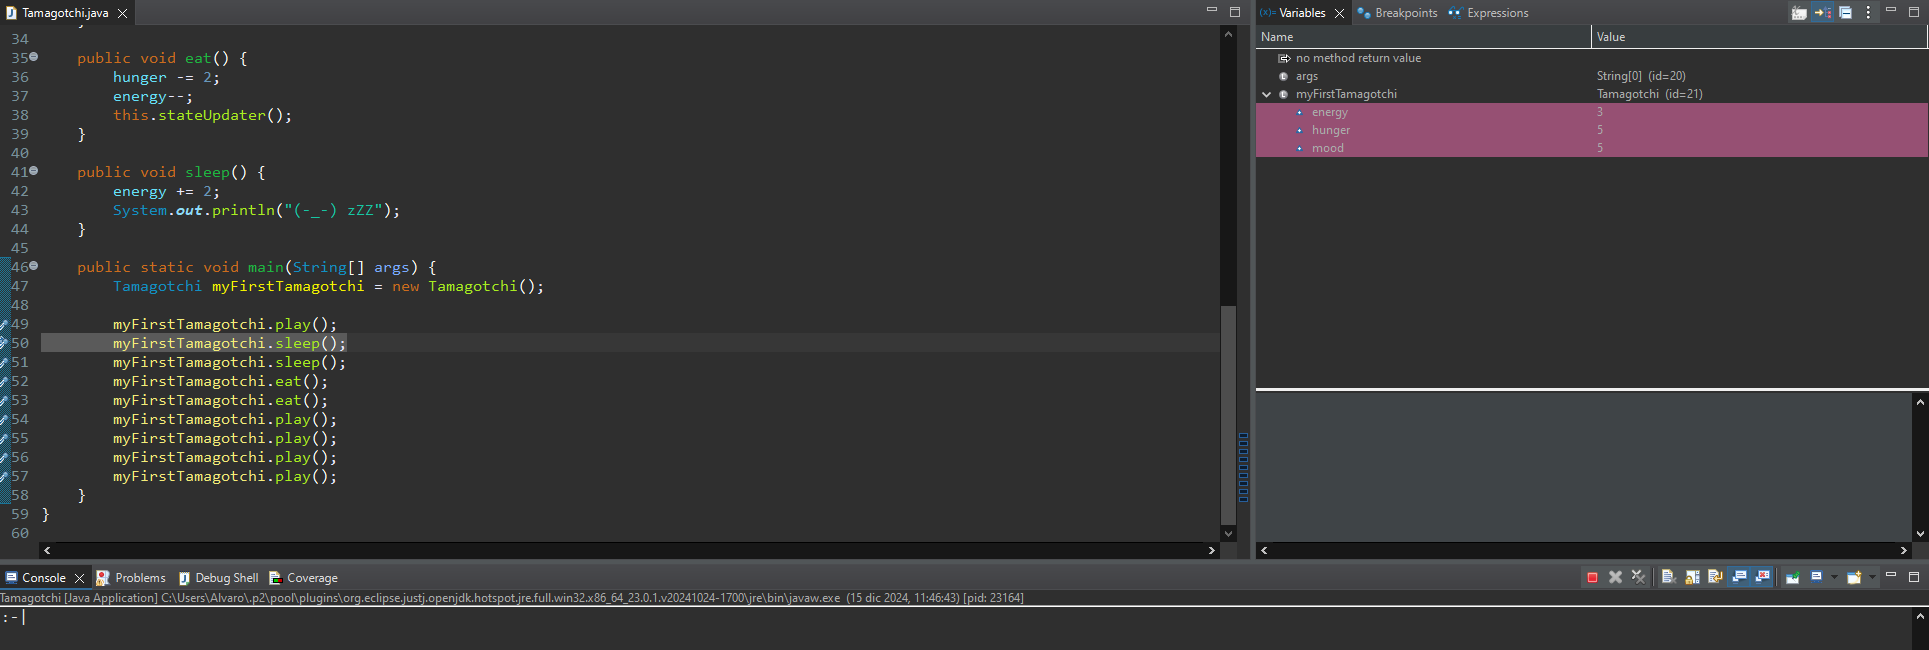 Tamagotchi.java
34
35 public void eat() {
36 hunger -= 2;
37 energy--;
38 this.stateUpdater();
39 }
40
41 public void sleep() {
42 energy += 2;
43 System.out.println("(-_-) zZZ");
44 }
45
46 public static void main(String[] args) {
47 Tamagotchi myFirstTamagotchi = new Tamagotchi();
48
49 myFirstTamagotchi.play();
50 myFirstTamagotchi.sleep();
51 myFirstTamagotchi.sleep();
52 myFirstTamagotchi.eat();
53 myFirstTamagotchi.eat();
54 myFirstTamagotchi.play();
55 myFirstTamagotchi.play();
56 myFirstTamagotchi.play();
57 myFirstTamagotchi.play();
58 }
59 }
60
(x)= Variables Breakpoints Expressions
Name Value
no method return value
args String[0] (id=20)
myFirstTamagotchi Tamagotchi (id=21)
energy 3
hunger 5
mood 5
Console Problems Debug Shell Coverage
Tamagotchi [Java Application] C:\Users\Alvaro\.p2\pool\plugins\org.eclipse.justj.openjdk.hotspot.jre.full.win32.x86_64_23.0.1.v20241024-1700\jre\bin\javaw.exe (15 dic 2024, 11:46:43) [pid: 23164]
:-|